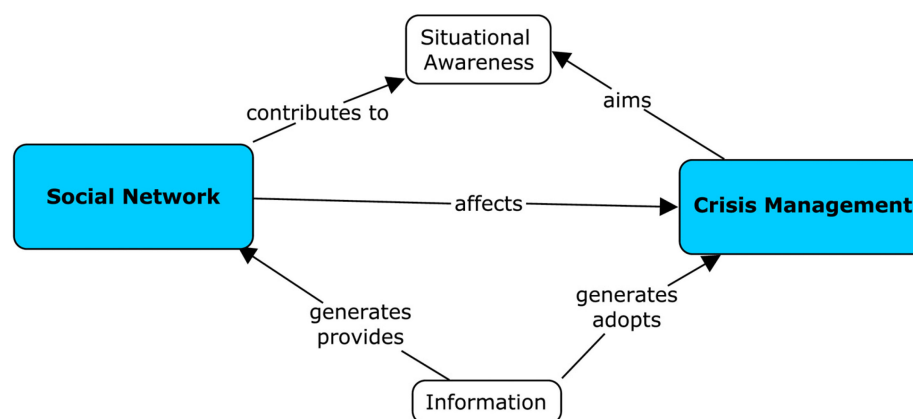 Situational
Awareness
contributes to
aims
Social Network
affects
Crisis Management
generates
provides
generates
adopts
Information